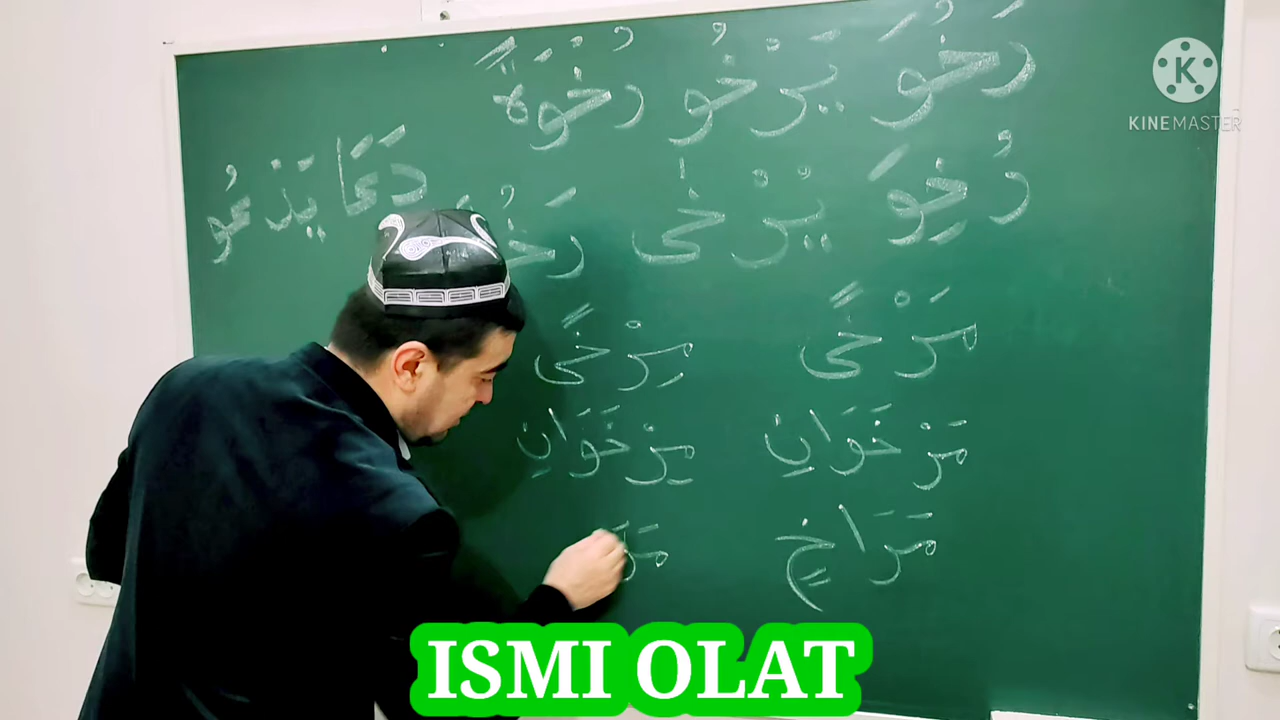 رَخُوَ يَرْخُو رُخْوَةً
رُخِوَ يُرْخٰى
دَعَا يَدْعُو
مَرْخًى مِرْخًى
مَرْخَوَانِ مِرْخَوَانِ
مَرَاخٍ
KINEMASTER
ISMI OLAT